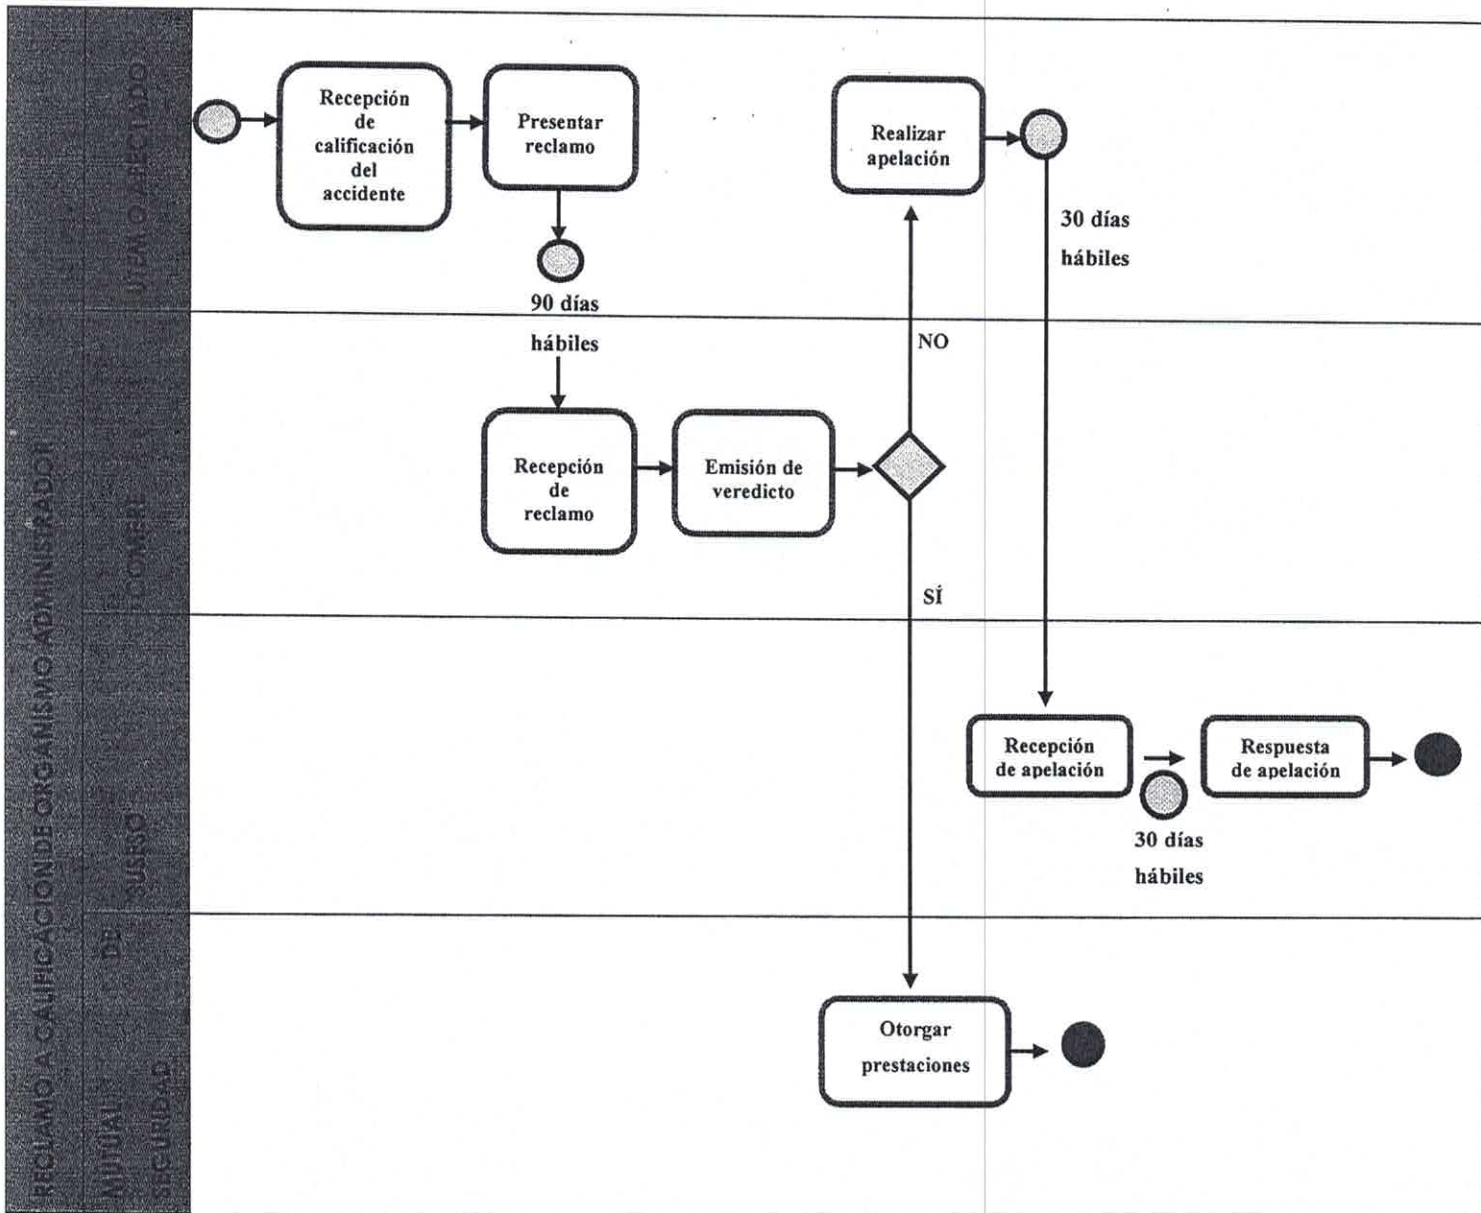 RECLAMO A CALIFICACIÓN DE ORGANISMO ADMINISTRADOR
UTEM O AFECTADO
Recepción
de
calificación
del
accidente
Presentar
reclamo
90 días
hábiles
Realizar
apelación
30 días
hábiles
COMERE
Recepción
de
reclamo
Emisión de
veredicto
NO
SÍ
SUSESO
Recepción
de apelación
30 días
hábiles
Respuesta
de apelación
MUTUAL DE
SEGURIDAD
Otorgar
prestaciones